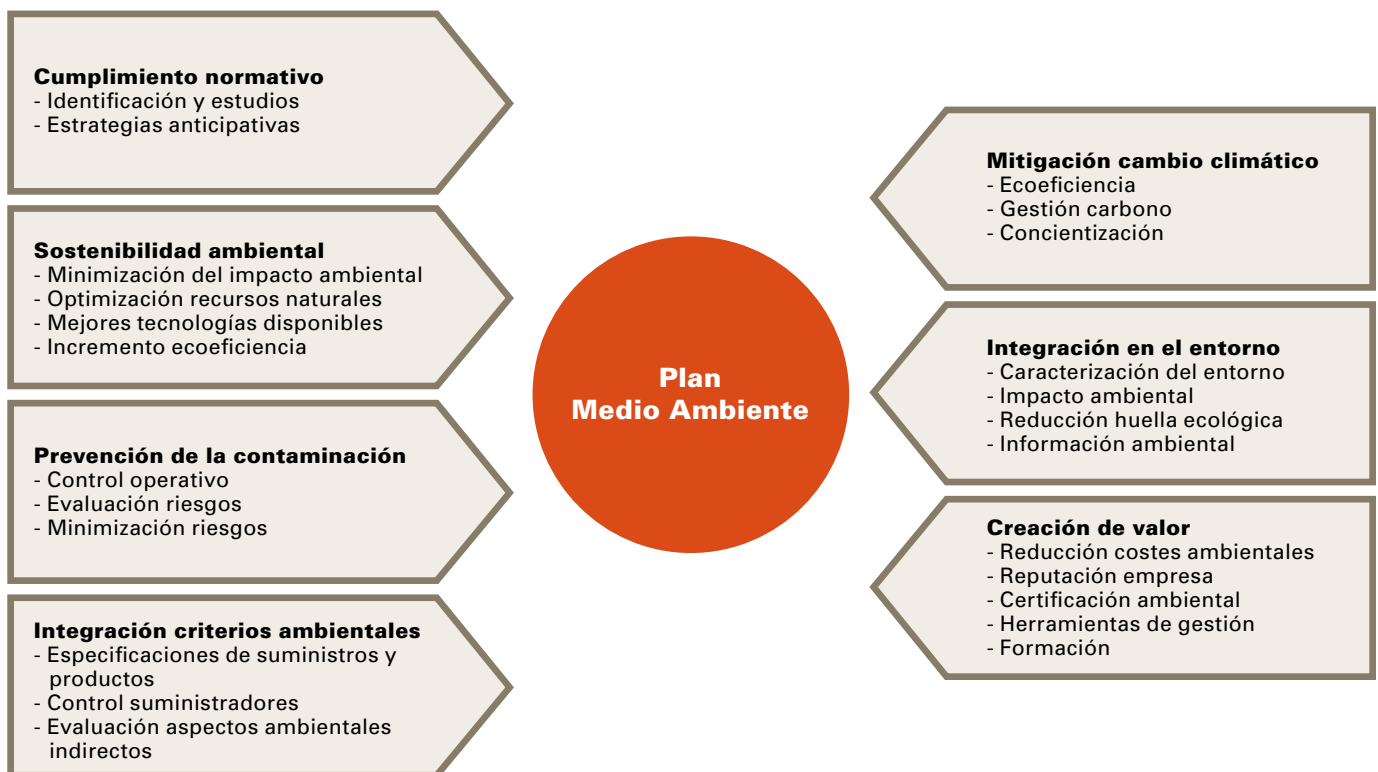 Cumplimiento normativo
- Identificación y estudios
- Estrategias anticipativas
Sostenibilidad ambiental
- Minimización del impacto ambiental
- Optimización recursos naturales
- Mejores tecnologías disponibles
- Incremento ecoeficiencia
Prevención de la contaminación
- Control operativo
- Evaluación riesgos
- Minimización riesgos
Integración criterios ambientales
- Especificaciones de suministros y
productos
- Control suministradores
- Evaluación aspectos ambientales
indirectos
Plan
Medio Ambiente
Mitigación cambio climático
- Ecoeficiencia
- Gestión carbono
- Concientización
Integración en el entorno
- Caracterización del entorno
- Impacto ambiental
- Reducción huella ecológica
- Información ambiental
Creación de valor
- Reducción costes ambientales
- Reputación empresa
- Certificación ambiental
- Herramientas de gestión
- Formación